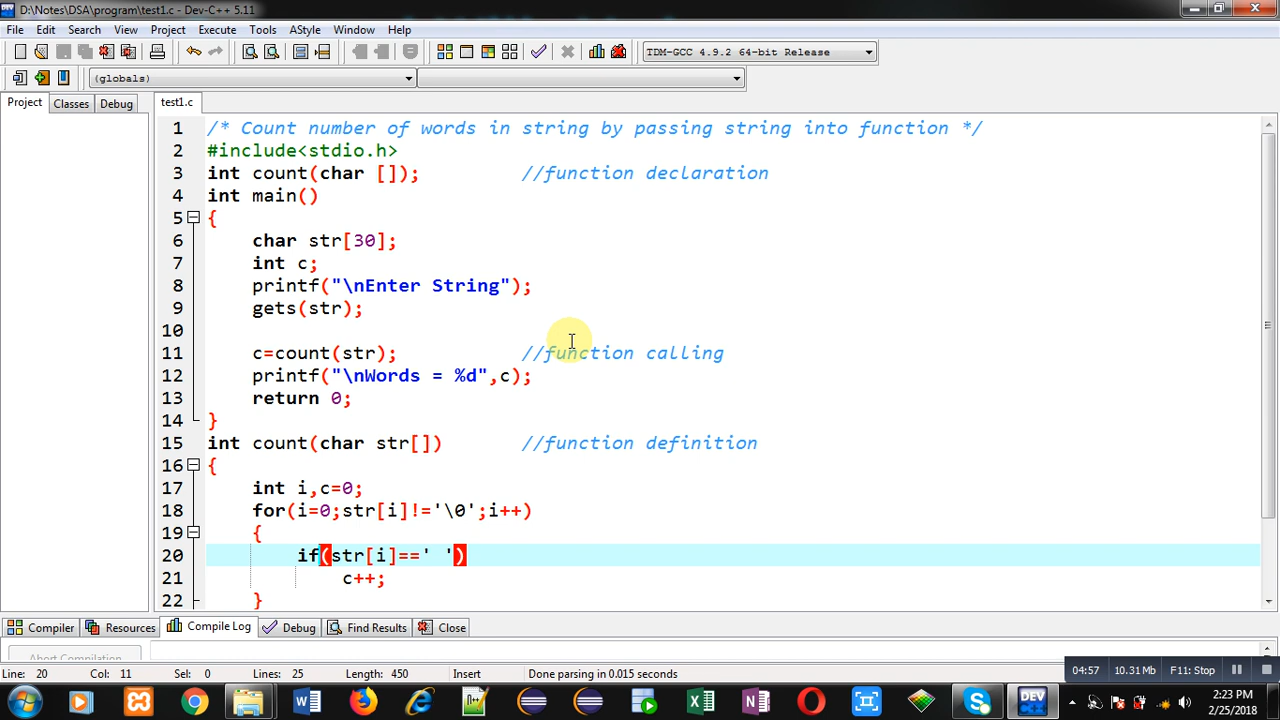 D:\Notes\DSA\program\test1.c - Dev-C++ 5.11
File Edit Search View Project Execute Tools AStyle Window Help
TDM-GCC 4.9.2 64-bit Release
(globals)
Project Classes Debug test1.c
1 /* Count number of words in string by passing string into function */
2 #include<stdio.h>
3 int count(char []); //function declaration
4 int main()
5 {
6 char str[30];
7 int c;
8 printf("\nEnter String");
9 gets(str);
10
11 c=count(str); //function calling
12 printf("\nWords = %d",c);
13 return 0;
14 }
15 int count(char str[]) //function definition
16 {
17 int i,c=0;
18 for(i=0;str[i]!='\0';i++)
19 {
20 if(str[i]==' ')
21 c++;
22 }
Compiler Resources Compile Log Debug Find Results Close
Abort Compilation
Line: 20 Col: 11 Sel: 0 Lines: 25 Length: 450 Insert Done parsing in 0.015 seconds
04:57 10.31Mb F11: Stop
2:23 PM
2/25/2018